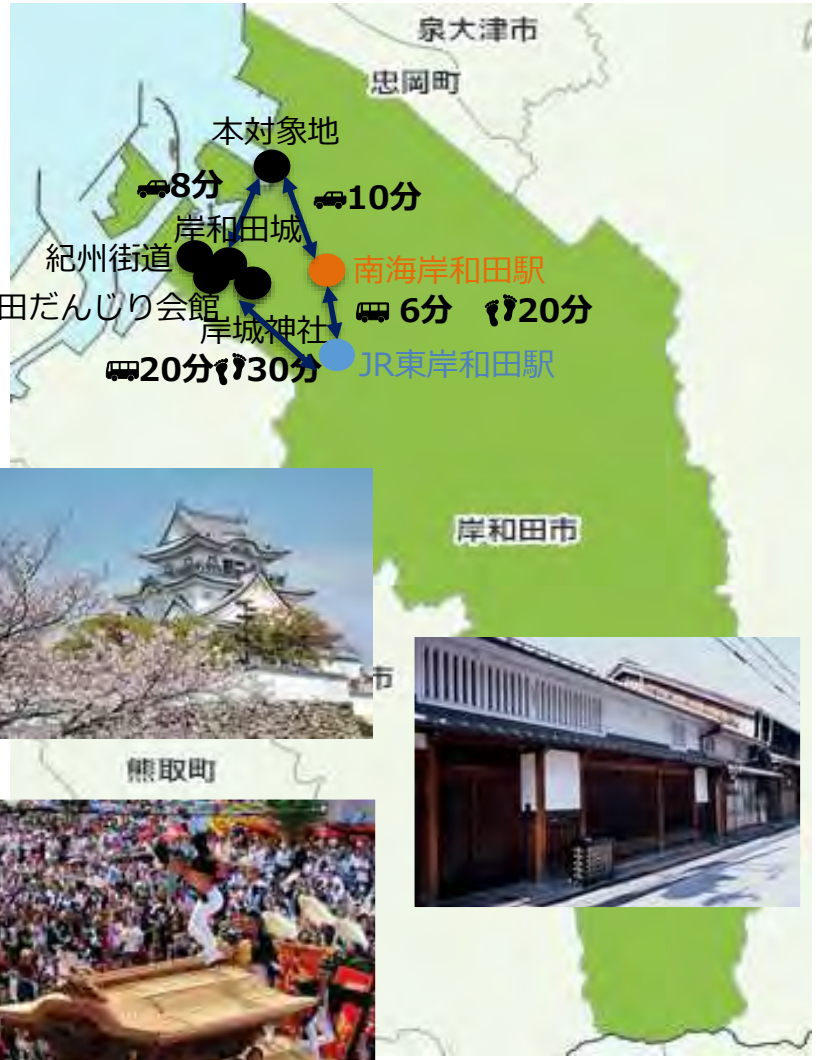 泉大津市
忠岡町
本対象地
8分
10分
岸和田城
紀州街道
南海岸和田駅
田だんじり会館
6分 20分
岸城神社
20分 30分
JR東岸和田駅
岸和田市
市
熊取町